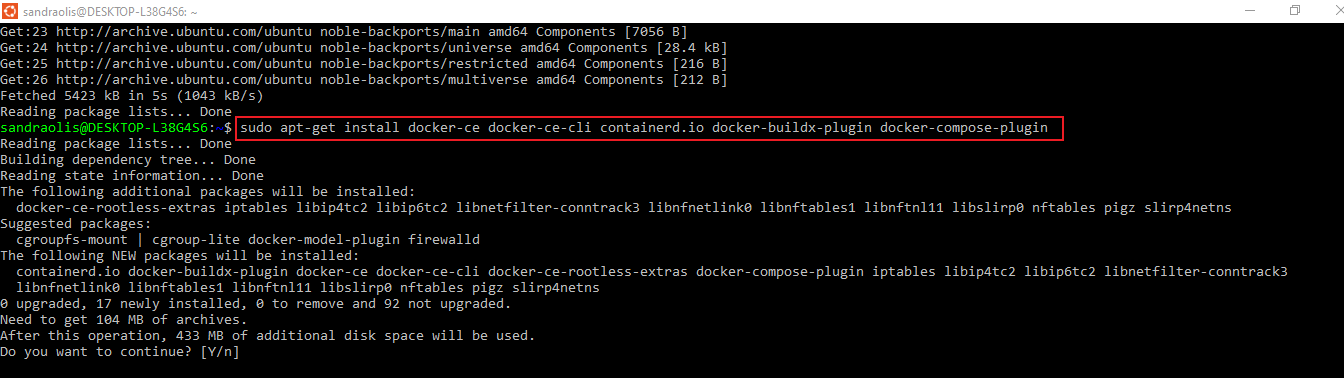 sandraolis@DESKTOP-L38G4S6: ~
Get:23 http://archive.ubuntu.com/ubuntu noble-backports/main amd64 Components [7056 B]
Get:24 http://archive.ubuntu.com/ubuntu noble-backports/universe amd64 Components [28.4 kB]
Get:25 http://archive.ubuntu.com/ubuntu noble-backports/restricted amd64 Components [216 B]
Get:26 http://archive.ubuntu.com/ubuntu noble-backports/multiverse amd64 Components [212 B]
Fetched 5423 kB in 5s (1043 kB/s)
Reading package lists... Done
sandraolis@DESKTOP-L38G4S6:~$ sudo apt-get install docker-ce docker-ce-cli containerd.io docker-buildx-plugin docker-compose-plugin
Reading package lists... Done
Building dependency tree... Done
Reading state information... Done
The following additional packages will be installed:
  docker-ce-rootless-extras iptables libip4tc2 libip6tc2 libnetfilter-conntrack3 libnfnetlink0 libnftables1 libnftnl11 libslirp0 nftables pigz slirp4netns
Suggested packages:
  cgroupfs-mount | cgroup-lite docker-model-plugin firewalld
The following NEW packages will be installed:
  containerd.io docker-buildx-plugin docker-ce docker-ce-cli docker-ce-rootless-extras docker-compose-plugin iptables libip4tc2 libip6tc2 libnetfilter-conntrack3
  libnfnetlink0 libnftables1 libnftnl11 libslirp0 nftables pigz slirp4netns
0 upgraded, 17 newly installed, 0 to remove and 92 not upgraded.
Need to get 104 MB of archives.
After this operation, 433 MB of additional disk space will be used.
Do you want to continue? [Y/n]